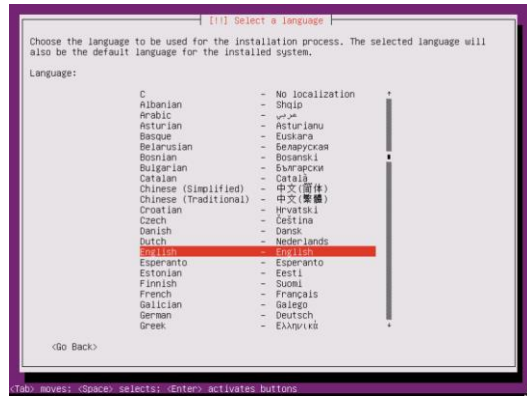 [!!] Select a language
Choose the language to be used for the installation process. The selected language will
also be the default language for the installed system.
Language:
C - No localization
Albanian - Shqip
Arabic - عربي
Asturian - Asturianu
Basque - Euskara
Belarusian - Беларуская
Bosnian - Bosanski
Bulgarian - Български
Catalan - Català
Chinese (Simplified) - 中文(简体)
Chinese (Traditional) - 中文(繁體)
Croatian - Hrvatski
Czech - Čeština
Danish - Dansk
Dutch - Nederlands
English - English
Esperanto - Esperanto
Estonian - Eesti
Finnish - Suomi
French - Français
Galician - Galego
German - Deutsch
Greek - Ελληνικά
<Go Back>
<Tab> moves; <Space> selects; <Enter> activates buttons